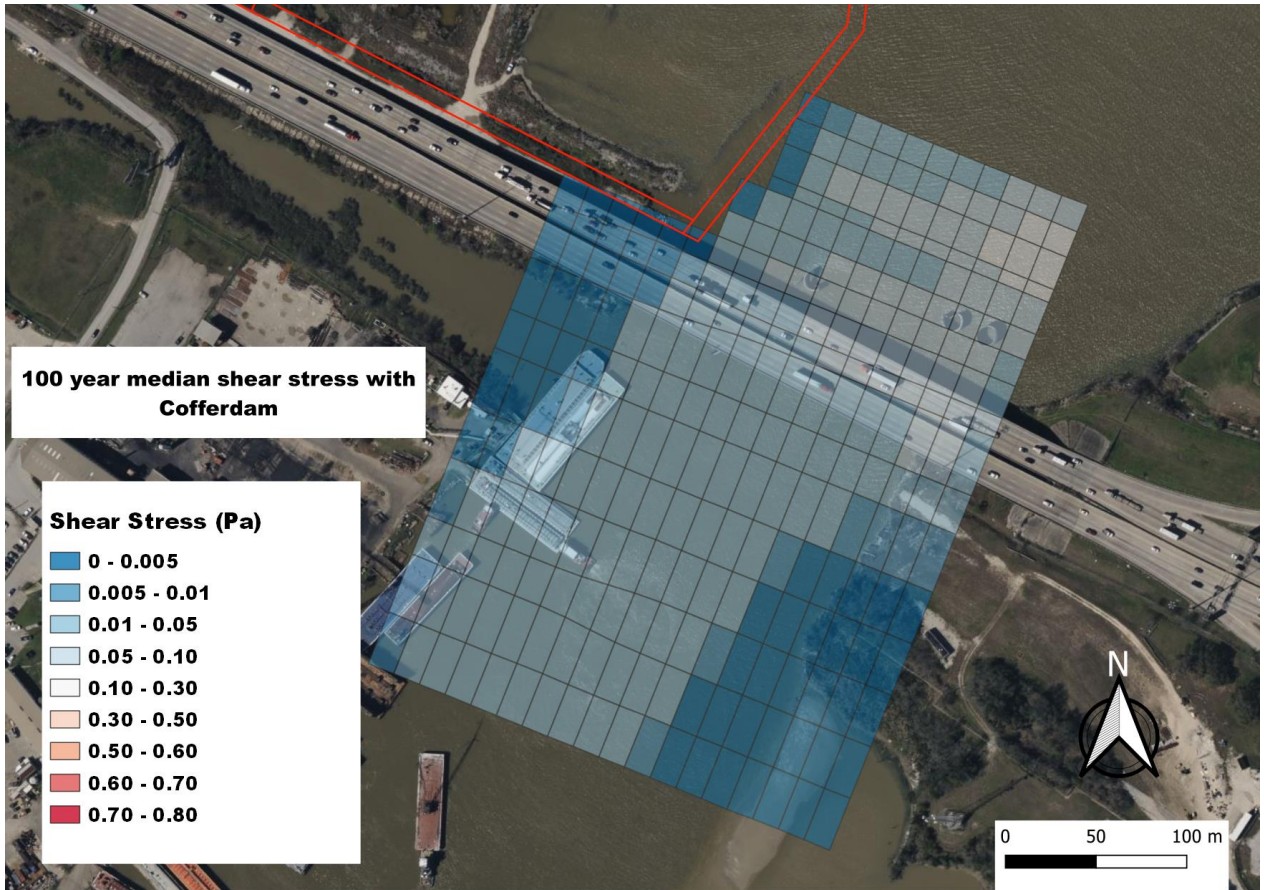 100 year median shear stress with
Cofferdam
Shear Stress (Pa)
0 - 0.005
0.005 - 0.01
0.01 - 0.05
0.05 - 0.10
0.10 - 0.30
0.30 - 0.50
0.50 - 0.60
0.60 - 0.70
0.70 - 0.80
N
0 50 100 m